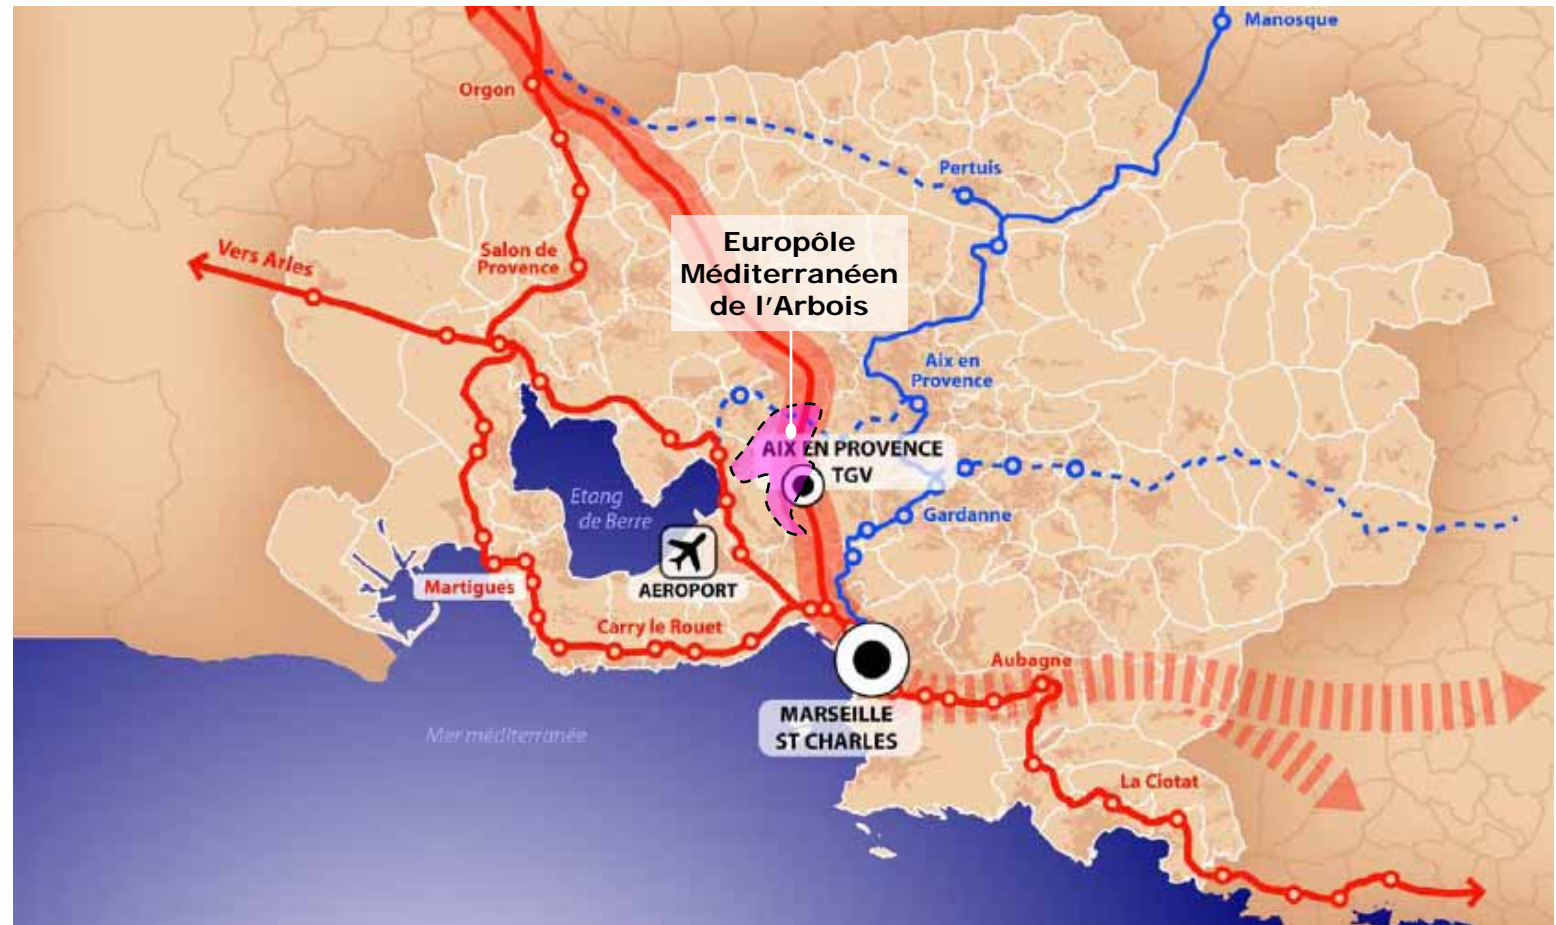 Manosque
Orgon
Pertuis
Vers Arles
Salon de
Provence
Europôle
Méditerranéen
de l'Arbois
Aix en
Provence
AIX EN PROVENCE
TGV
Etang
de Berre
Gardanne
Martigues
AEROPORT
Carry le Rouet
Aubagne
MARSEILLE
ST CHARLES
Mer méditerranée
La Ciotat